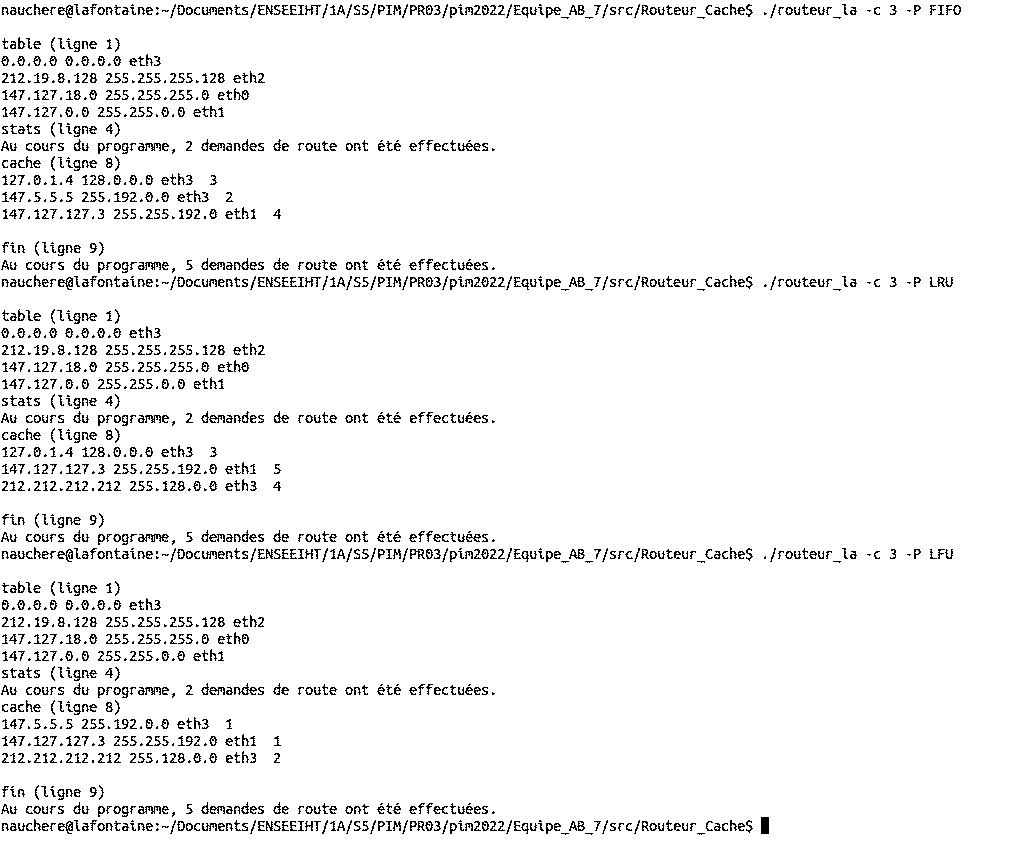 nauchere@lafontaine:~/Documents/ENSEEIHT/1A/S5/PIM/PR03/pim2022/Equipe_AB_7/src/Routeur_Cache$ ./routeur_la -c 3 -P FIFO
table (ligne 1)
0.0.0.0 0.0.0.0 eth3
212.19.8.128 255.255.255.128 eth2
147.127.18.0 255.255.255.0 eth0
147.127.0.0 255.255.0.0 eth1
stats (ligne 4)
Au cours du programme, 2 demandes de route ont été effectuées.
cache (ligne 8)
127.0.1.4 128.0.0.0 eth3  3
147.5.5.5 255.192.0.0 eth3  2
147.127.127.3 255.255.192.0 eth1  4
fin (ligne 9)
Au cours du programme, 5 demandes de route ont été effectuées.
nauchere@lafontaine:~/Documents/ENSEEIHT/1A/S5/PIM/PR03/pim2022/Equipe_AB_7/src/Routeur_Cache$ ./routeur_la -c 3 -P LRU
table (ligne 1)
0.0.0.0 0.0.0.0 eth3
212.19.8.128 255.255.255.128 eth2
147.127.18.0 255.255.255.0 eth0
147.127.0.0 255.255.0.0 eth1
stats (ligne 4)
Au cours du programme, 2 demandes de route ont été effectuées.
cache (ligne 8)
127.0.1.4 128.0.0.0 eth3  3
147.127.127.3 255.255.192.0 eth1  5
212.212.212.212 255.128.0.0 eth3  4
fin (ligne 9)
Au cours du programme, 5 demandes de route ont été effectuées.
nauchere@lafontaine:~/Documents/ENSEEIHT/1A/S5/PIM/PR03/pim2022/Equipe_AB_7/src/Routeur_Cache$ ./routeur_la -c 3 -P LFU
table (ligne 1)
0.0.0.0 0.0.0.0 eth3
212.19.8.128 255.255.255.128 eth2
147.127.18.0 255.255.255.0 eth0
147.127.0.0 255.255.0.0 eth1
stats (ligne 4)
Au cours du programme, 2 demandes de route ont été effectuées.
cache (ligne 8)
147.5.5.5 255.192.0.0 eth3  1
147.127.127.3 255.255.192.0 eth1  1
212.212.212.212 255.128.0.0 eth3  2
fin (ligne 9)
Au cours du programme, 5 demandes de route ont été effectuées.
nauchere@lafontaine:~/Documents/ENSEEIHT/1A/S5/PIM/PR03/pim2022/Equipe_AB_7/src/Routeur_Cache$